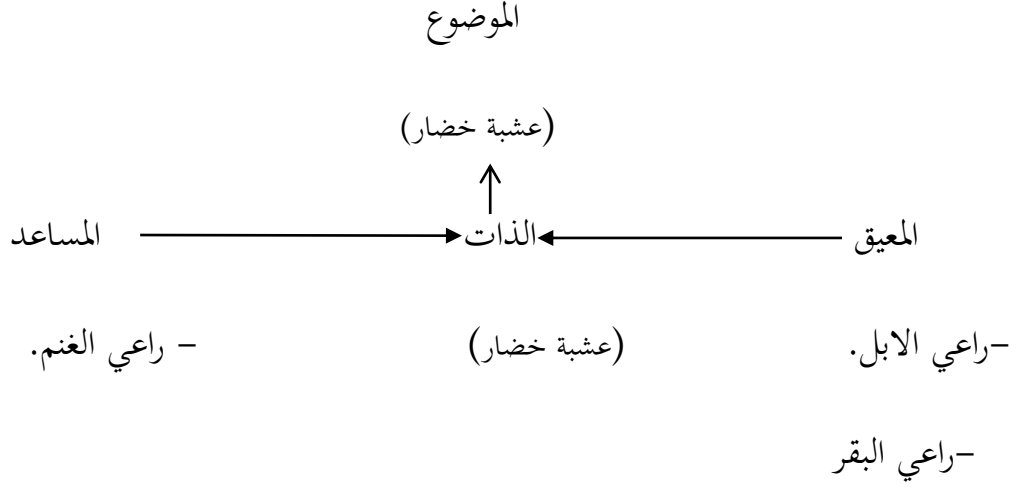 الموضوع
(عشبة خضار)
المعيق الذات المساعد
–راعي الابل. (عشبة خضار) – راعي الغنم.
–راعي البقر